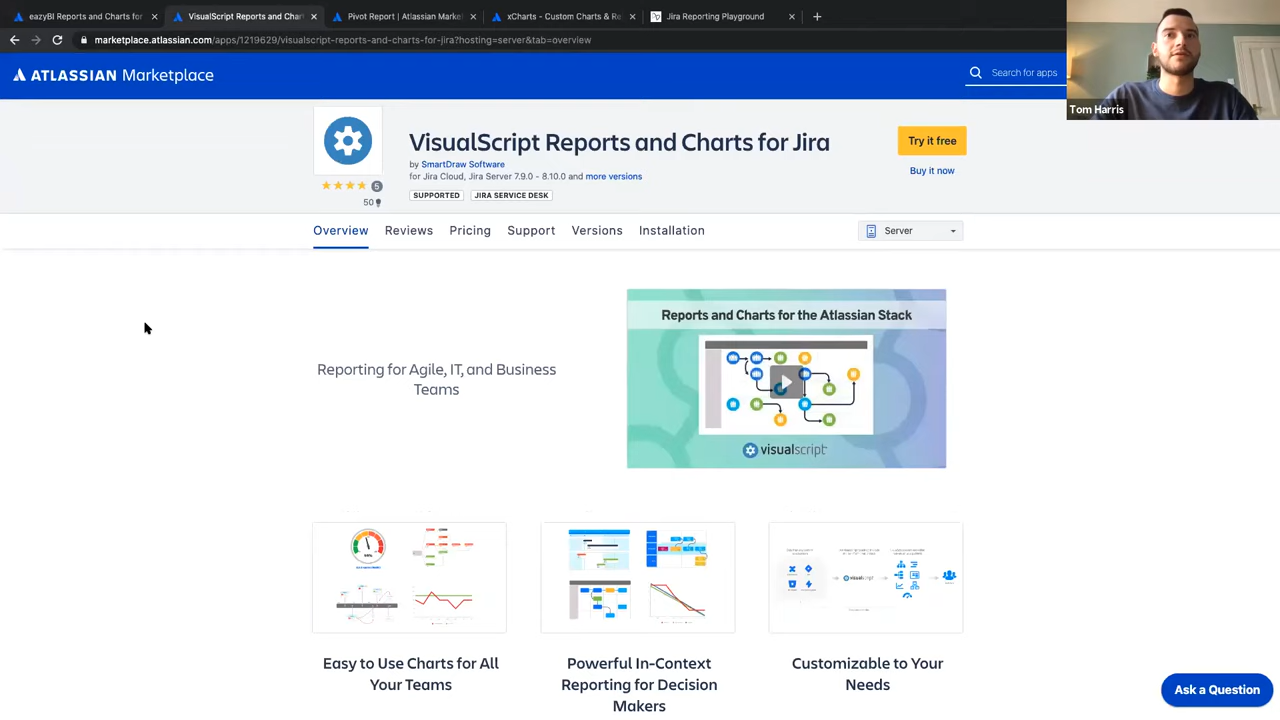 eazyBI Reports and Charts for
VisualScript Reports and Chart
Pivot Report | Atlassian Market
xCharts - Custom Charts & Re
Jira Reporting Playground
marketplace.atlassian.com/apps/1219629/visualscript-reports-and-charts-for-jira?hosting=server&tab=overview
ATLASSIAN Marketplace
Search for apps
Tom Harris
VisualScript Reports and Charts for Jira
by SmartDraw Software
for Jira Cloud, Jira Server 7.9.0 - 8.10.0 and more versions
SUPPORTED
JIRA SERVICE DESK
5
50
Try it free
Buy it now
Overview
Reviews
Pricing
Support
Versions
Installation
Server
Reporting for Agile, IT, and Business
Teams
Reports and Charts for the Atlassian Stack
visualscript
Easy to Use Charts for All
Your Teams
Powerful In-Context
Reporting for Decision
Makers
Customizable to Your
Needs
Ask a Question